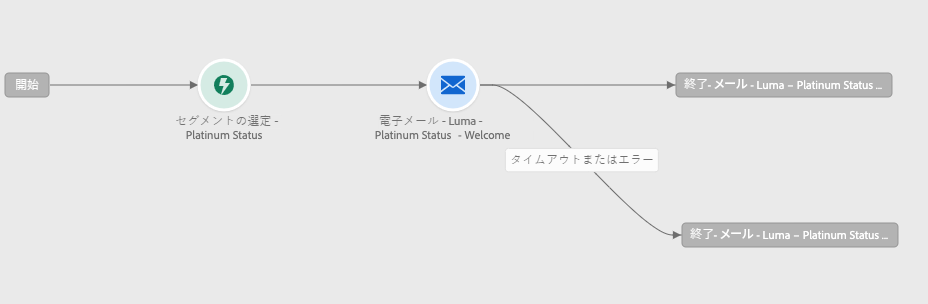 開始
セグメントの選定 -
Platinum Status
電子メール - Luma -
Platinum Status - Welcome
終了- メール - Luma – Platinum Status ...
タイムアウトまたはエラー
終了- メール - Luma – Platinum Status ...